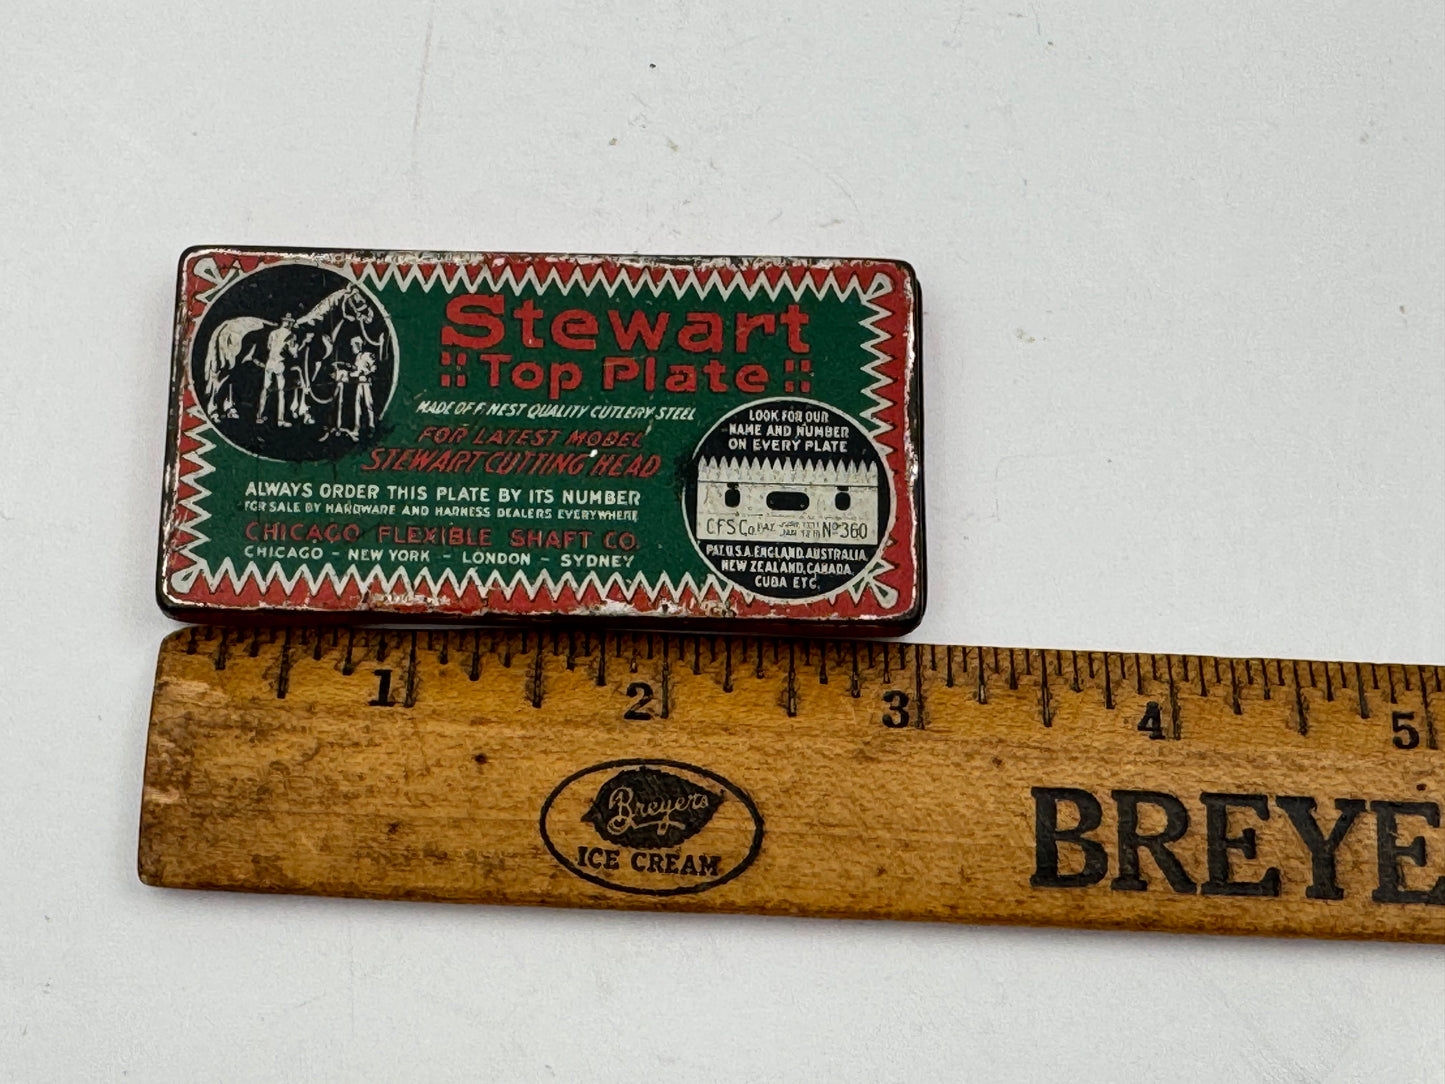 Stewart
:: Top Plate ::
MADE OF FINEST QUALITY CUTLERY STEEL
FOR LATEST MODEL
STEWART CUTTING HEAD
ALWAYS ORDER THIS PLATE BY ITS NUMBER
FOR SALE BY HARDWARE AND HARNESS DEALERS EVERYWHERE
CHICAGO FLEXIBLE SHAFT CO.
CHICAGO - NEW YORK - LONDON - SYDNEY
LOOK FOR OUR
NAME AND NUMBER
ON EVERY PLATE
CFS Co. PAT. No 360
PAT. U.S.A. ENGLAND. AUSTRALIA.
NEW ZEALAND. CANADA.
CUBA ETC.
1 2 3 4 5
Breyers
ICE CREAM
BREYE